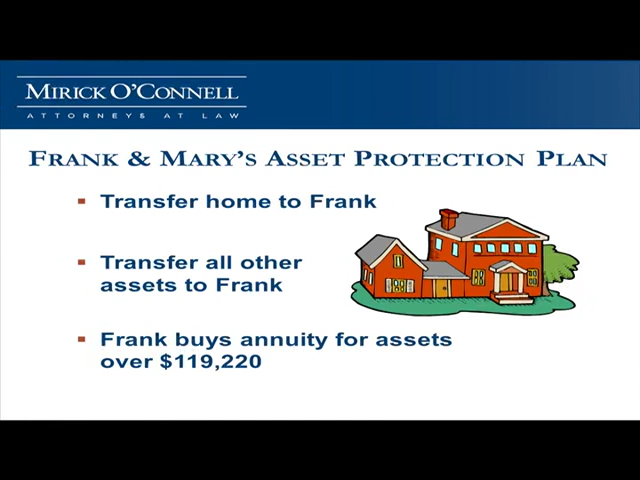 MIRICK O'CONNELL
ATTORNEYS AT LAW
FRANK & MARY'S ASSET PROTECTION PLAN
Transfer home to Frank
Transfer all other
assets to Frank
Frank buys annuity for assets
over $119,220